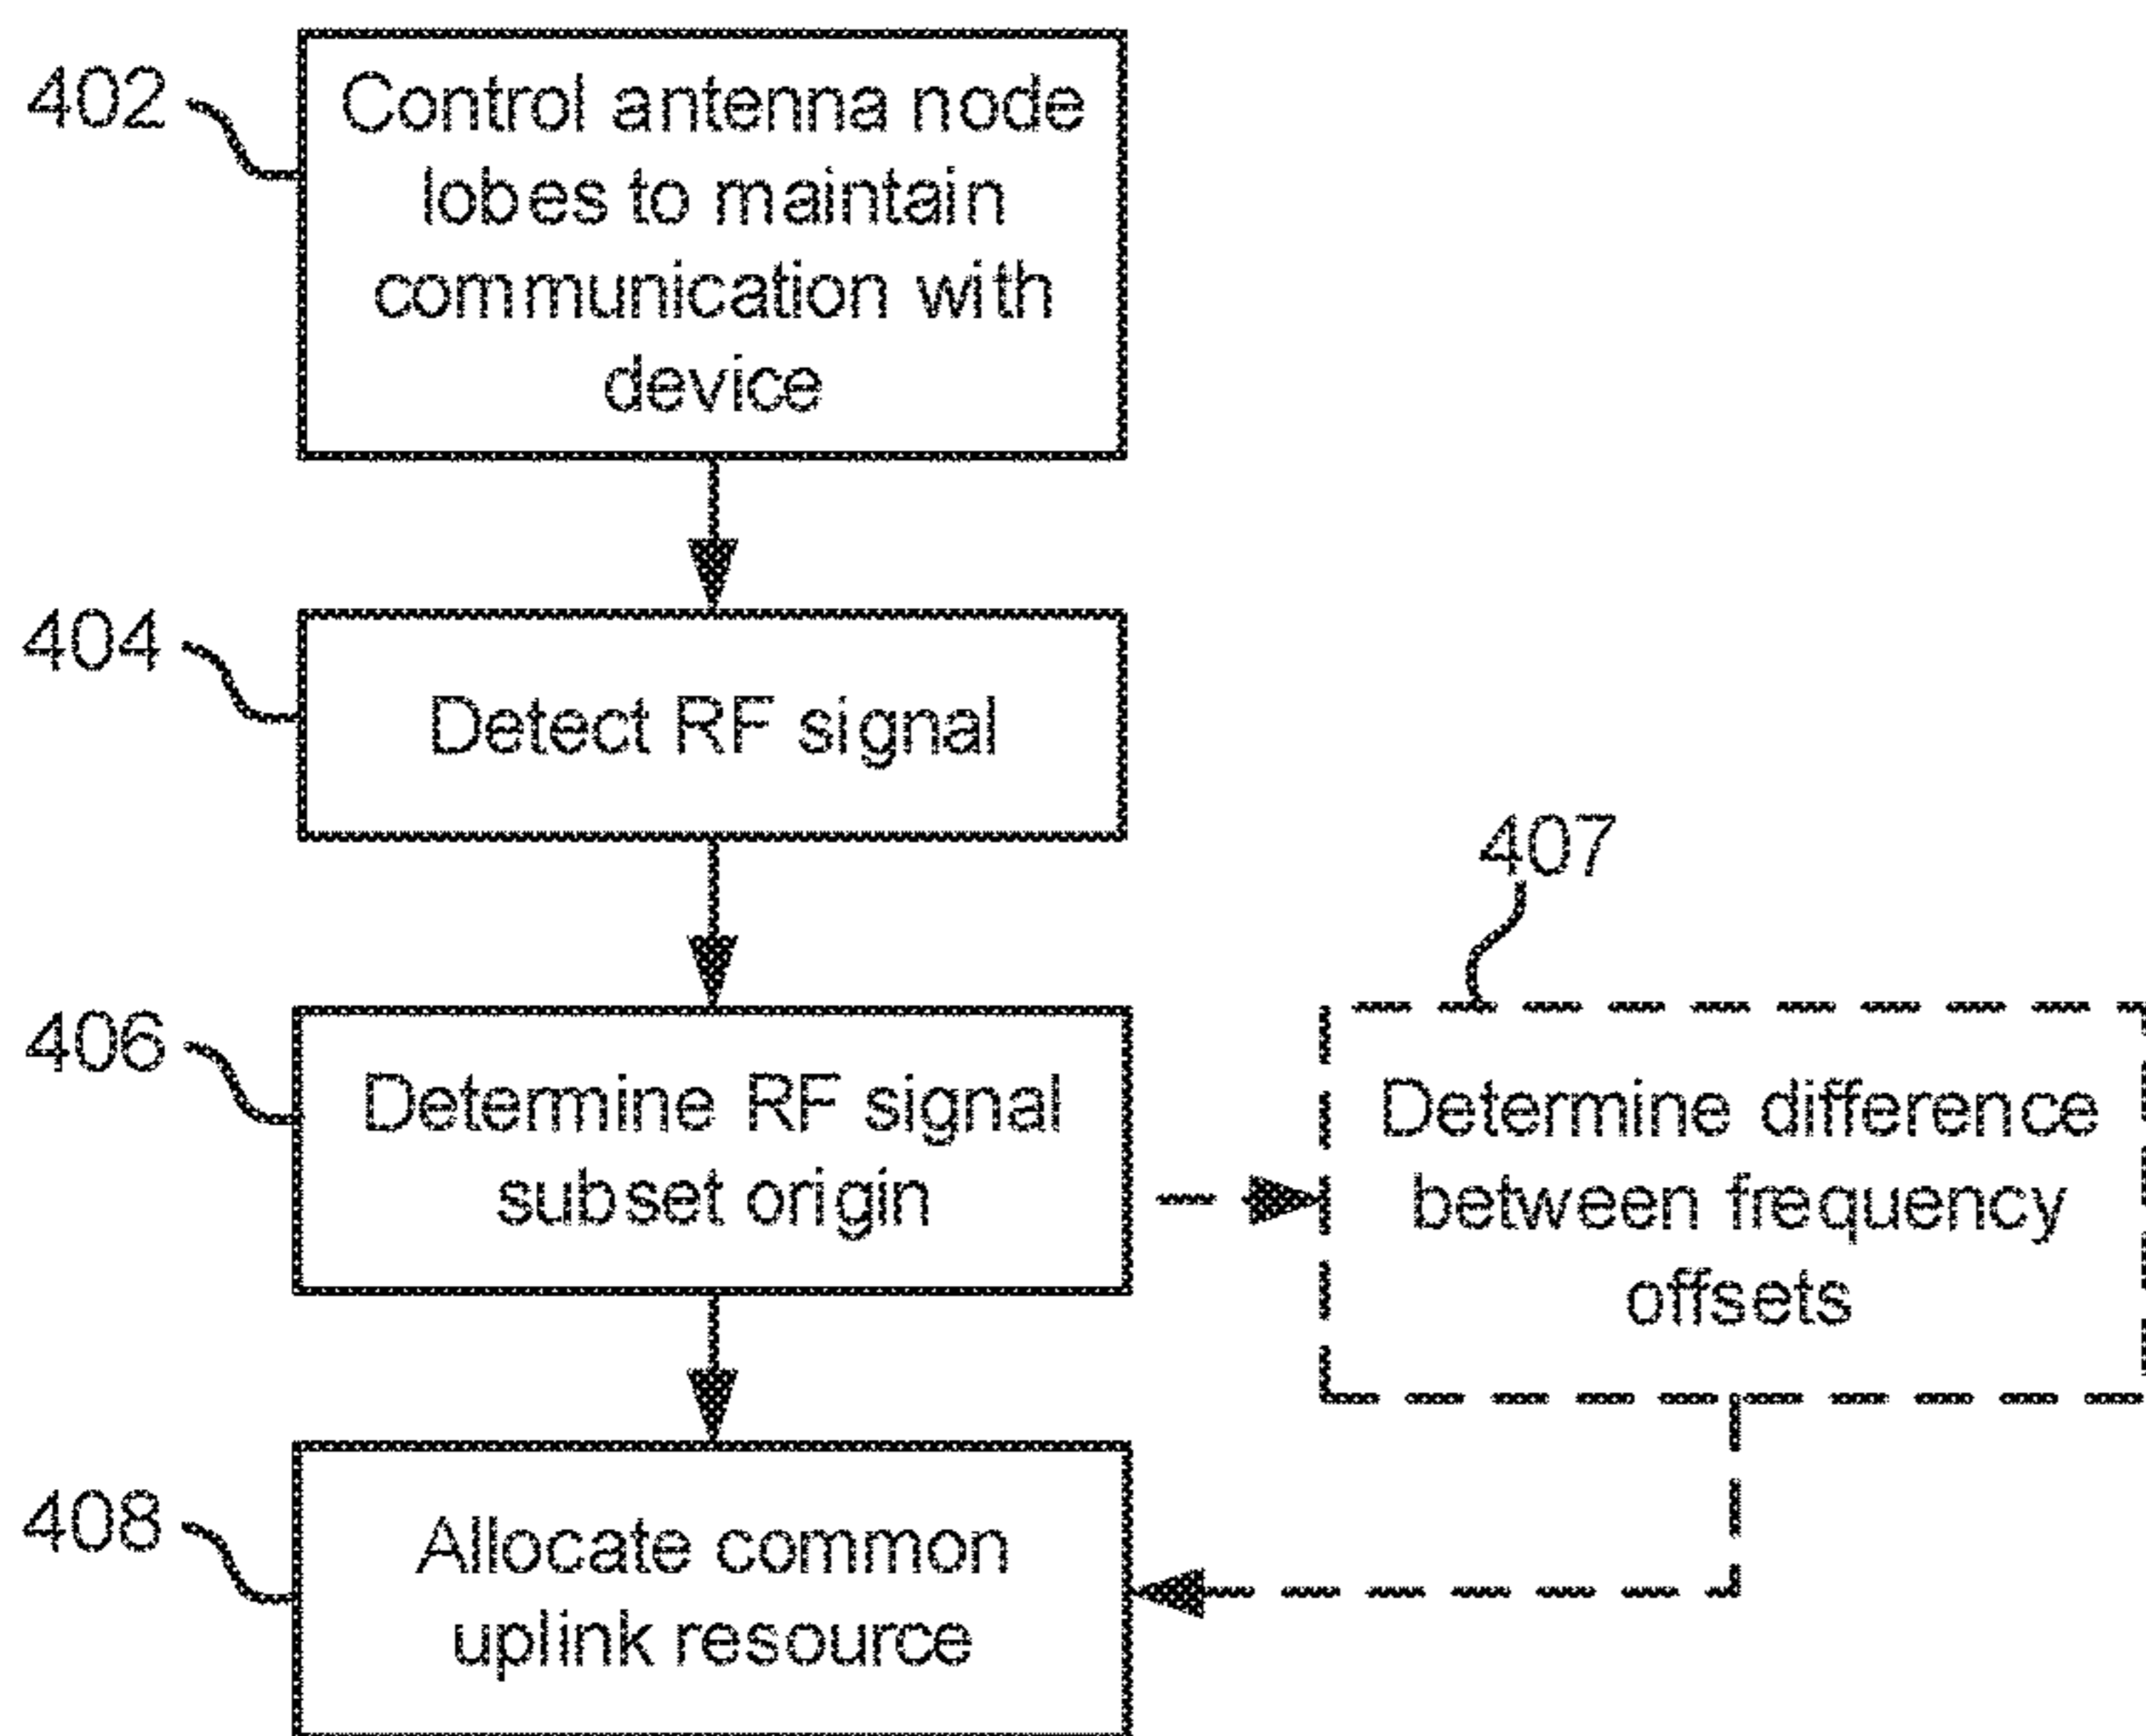 402
Control antenna node
lobes to maintain
communication with
device
404
Detect RF signal
406
Determine RF signal
subset origin
407
Determine difference
between frequency
offsets
408
Allocate common
uplink resource